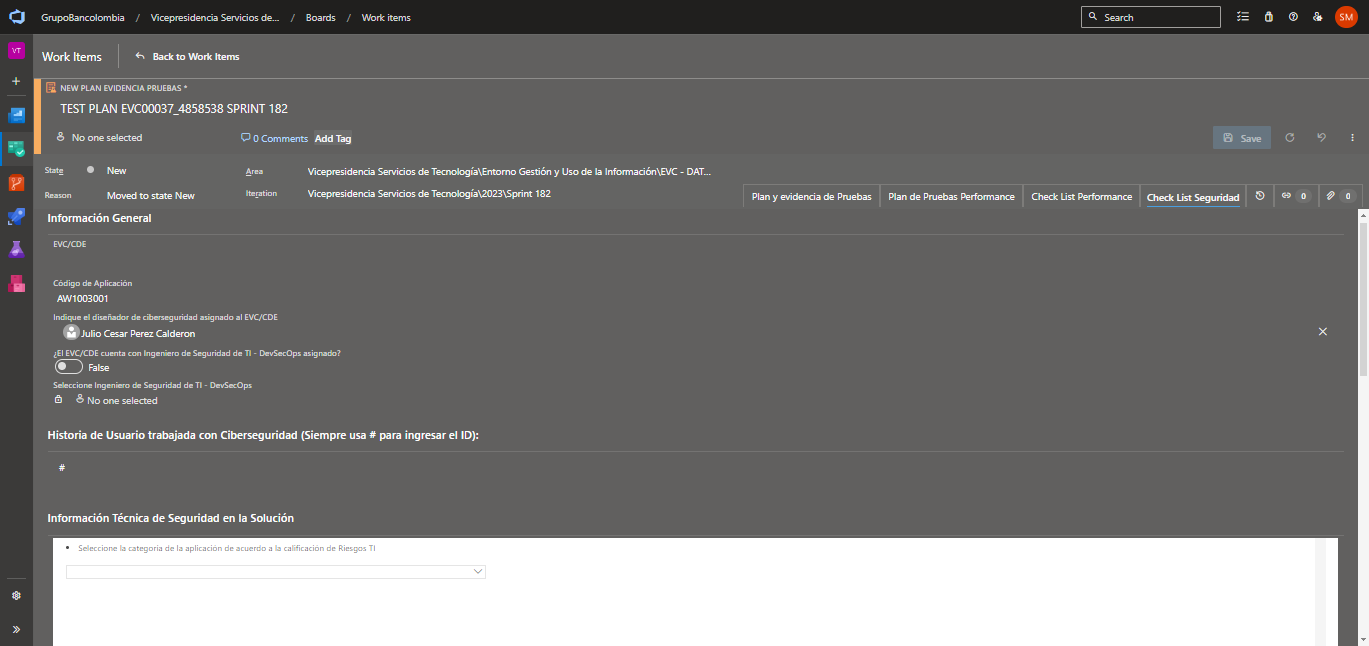 GrupoBancolombia / Vicepresidencia Servicios de... / Boards / Work items
Search
SM
VT
Work Items
Back to Work Items
NEW PLAN EVIDENCIA PRUEBAS *
TEST PLAN EVC00037_4858538 SPRINT 182
No one selected
0 Comments
Add Tag
Save
State
New
Area
Vicepresidencia Servicios de Tecnología\Entorno Gestión y Uso de la Información\EVC - DAT...
Reason
Moved to state New
Iteration
Vicepresidencia Servicios de Tecnología\2023\Sprint 182
Plan y evidencia de Pruebas
Plan de Pruebas Performance
Check List Performance
Check List Seguridad
0
0
Información General
EVC/CDE
Código de Aplicación
AW1003001
Indique el diseñador de ciberseguridad asignado al EVC/CDE
Julio Cesar Perez Calderon
¿El EVC/CDE cuenta con Ingeniero de Seguridad de TI - DevSecOps asignado?
False
Seleccione Ingeniero de Seguridad de TI - DevSecOps
No one selected
Historia de Usuario trabajada con Ciberseguridad (Siempre usa # para ingresar el ID):
#
Información Técnica de Seguridad en la Solución
• Seleccione la categoria de la aplicación de acuerdo a la calificación de Riesgos TI